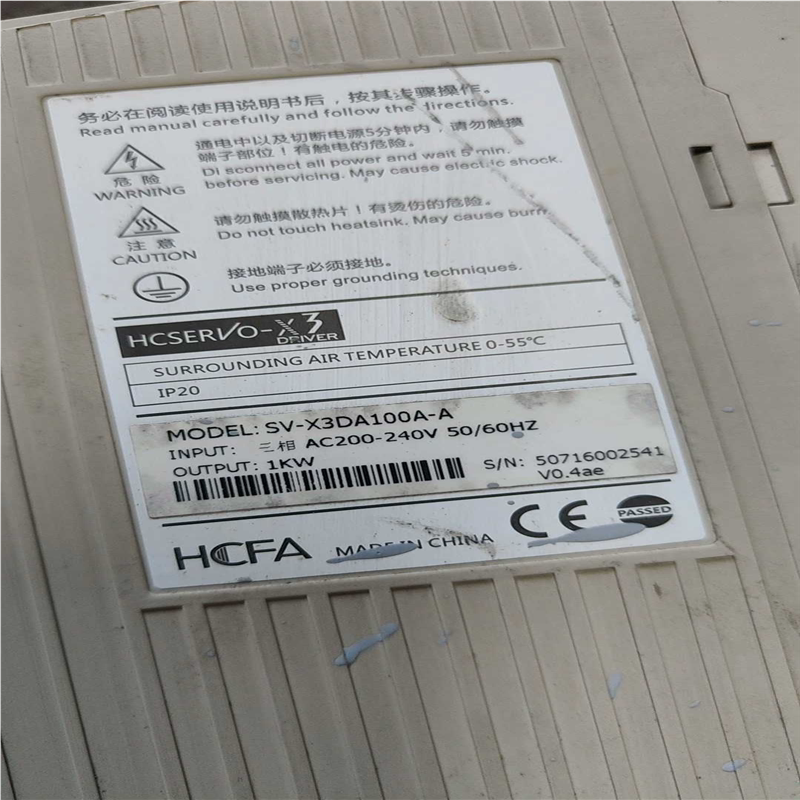 务必在阅读使用说明书后，按其步骤操作。
Read manual carefully and follow the directions.
危 险
WARNING
通电中以及切断电源5分钟内，请勿触摸
端子部位！有触电的危险。
Disconnect all power and wait 5 min.
before servicing. May cause electric shock.
注 意
CAUTION
请勿触摸散热片！有烫伤的危险。
Do not touch heatsink. May cause burn
接地端子必须接地。
Use proper grounding techniques.
HCSERVO-X3
DRIVER
SURROUNDING AIR TEMPERATURE 0-55℃
IP20
MODEL: SV-X3DA100A-A
INPUT: 三相 AC200-240V 50/60HZ
OUTPUT: 1KW
S/N: 50716002541
V0.4ae
HCFA
MADE IN CHINA
CE
PASSED